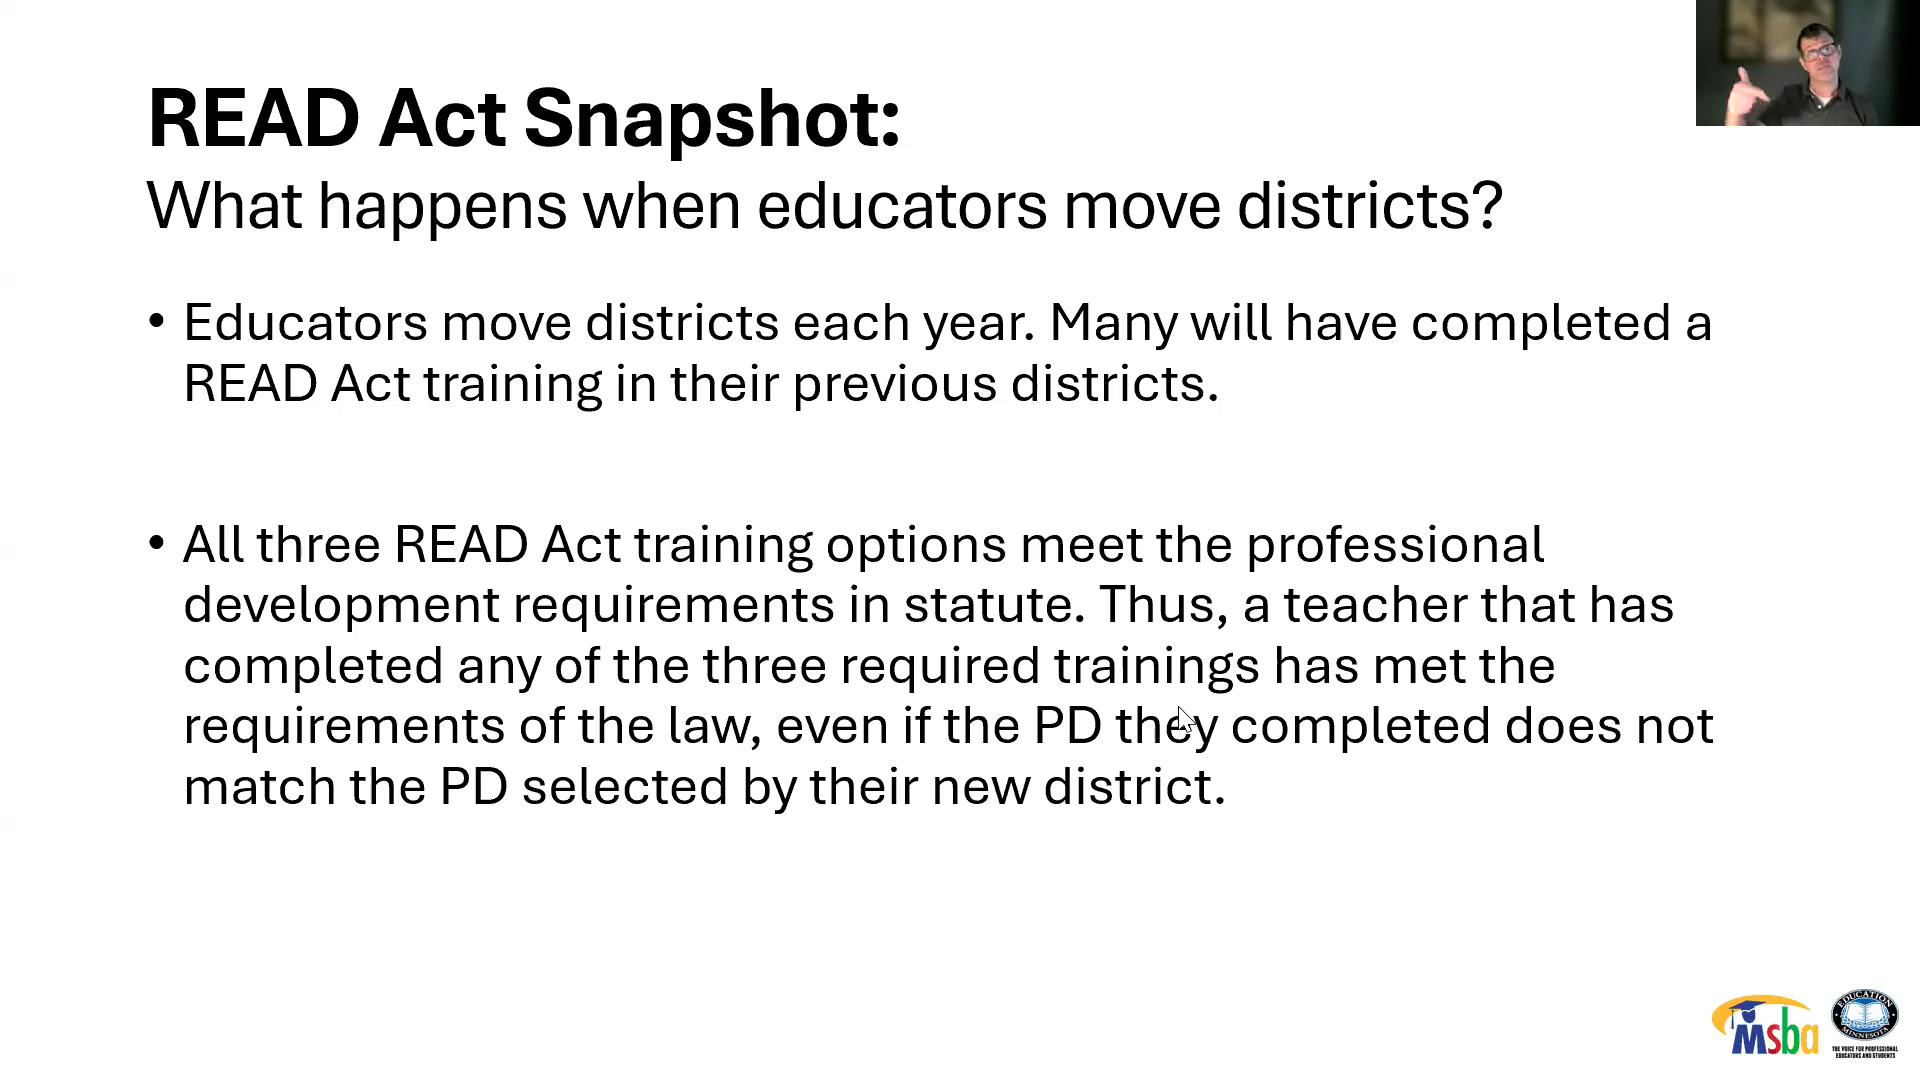 READ Act Snapshot:
What happens when educators move districts?
• Educators move districts each year. Many will have completed a
READ Act training in their previous districts.
• All three READ Act training options meet the professional
development requirements in statute. Thus, a teacher that has
completed any of the three required trainings has met the
requirements of the law, even if the PD they completed does not
match the PD selected by their new district.
msba
EDUCATION
MINNESOTA
THE VOICE FOR PROFESSIONAL
EDUCATORS AND STUDENTS